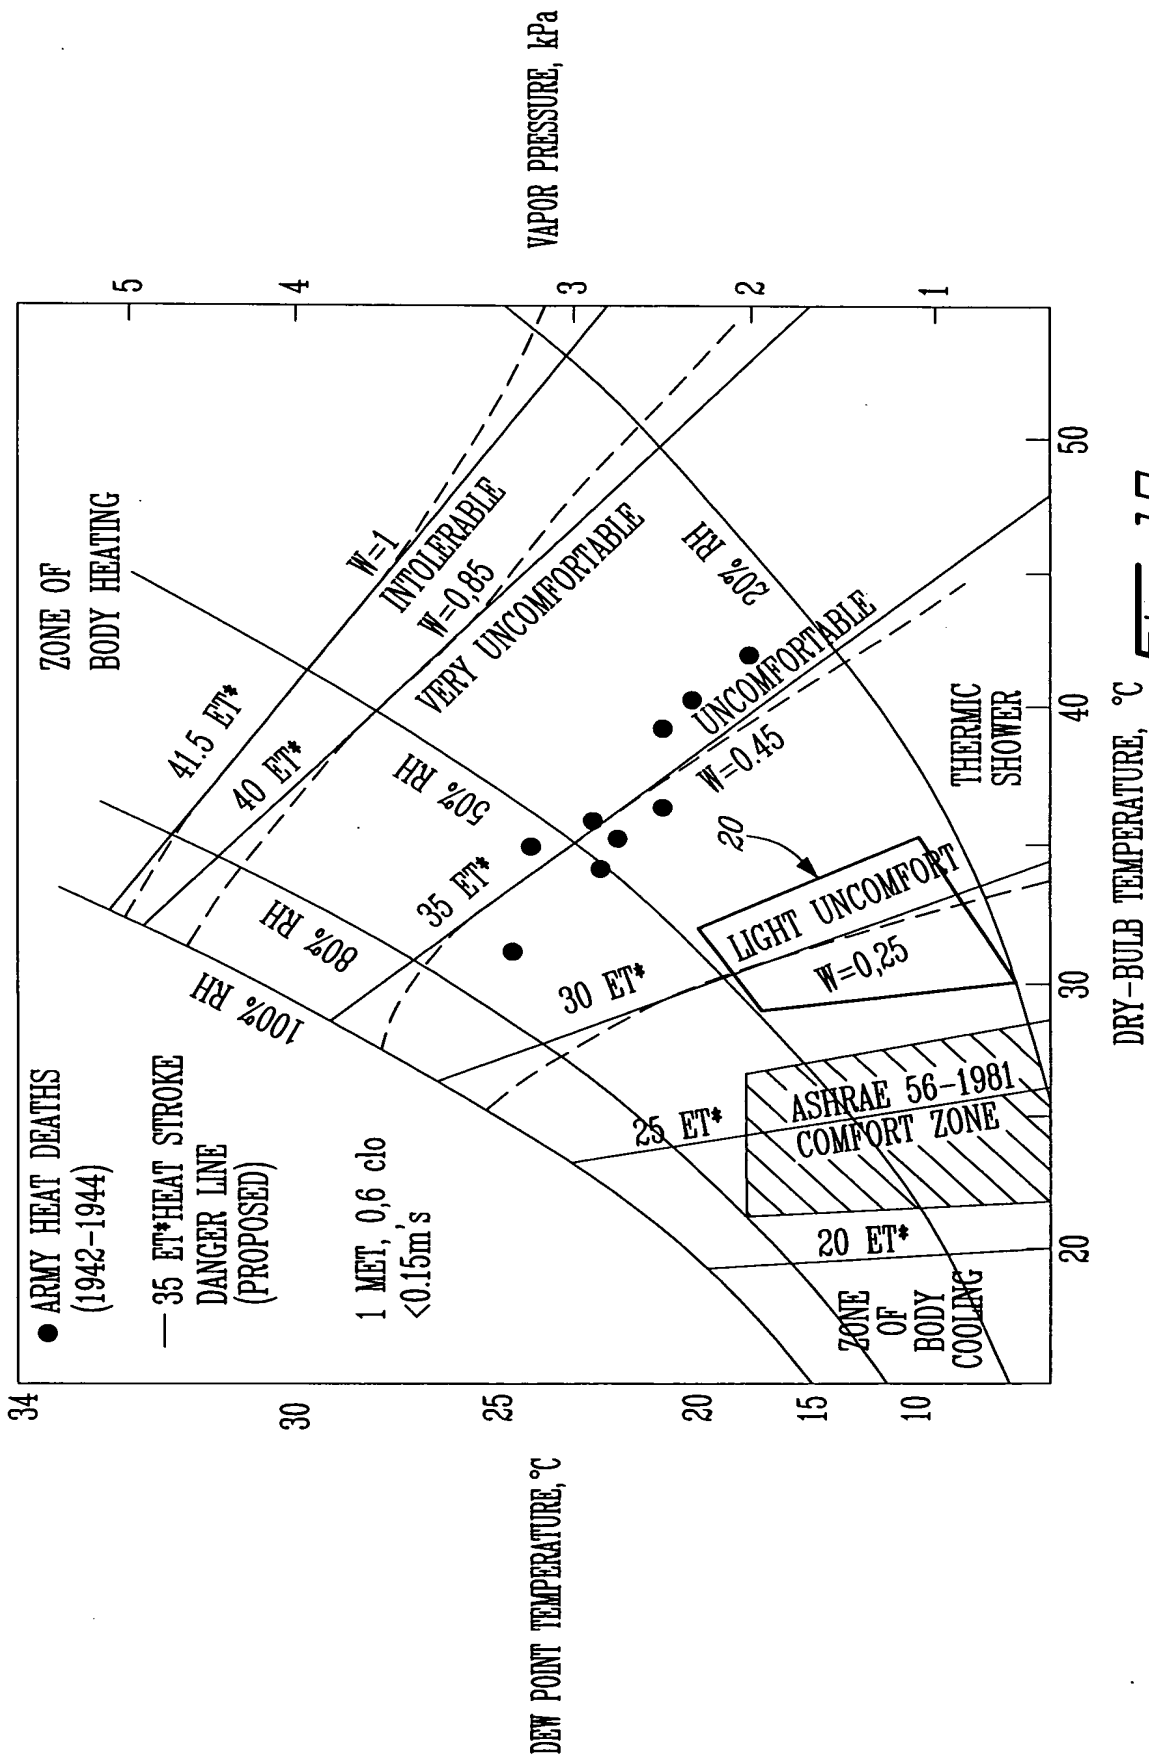 ● ARMY HEAT DEATHS
(1942-1944)
— 35 ET*HEAT STROKE
DANGER LINE
(PROPOSED)
1 MET, 0,6 clo
<0.15m's
ZONE OF
BODY HEATING
100% RH
80% RH
50% RH
20% RH
41.5 ET*
40 ET*
35 ET*
30 ET*
25 ET*
20 ET*
W=1
INTOLERABLE
W=0,85
VERY UNCOMFORTABLE
UNCOMFORTABLE
W=0.45
20
LIGHT UNCOMFORT
W=0,25
THERMIC
SHOWER
ASHRAE 56-1981
COMFORT ZONE
ZONE
OF
BODY
COOLING
34
30
25
20
15
10
DEW POINT TEMPERATURE,°C
5
4
3
2
1
VAPOR PRESSURE, kPa
20
30
40
50
DRY-BULB TEMPERATURE, °C